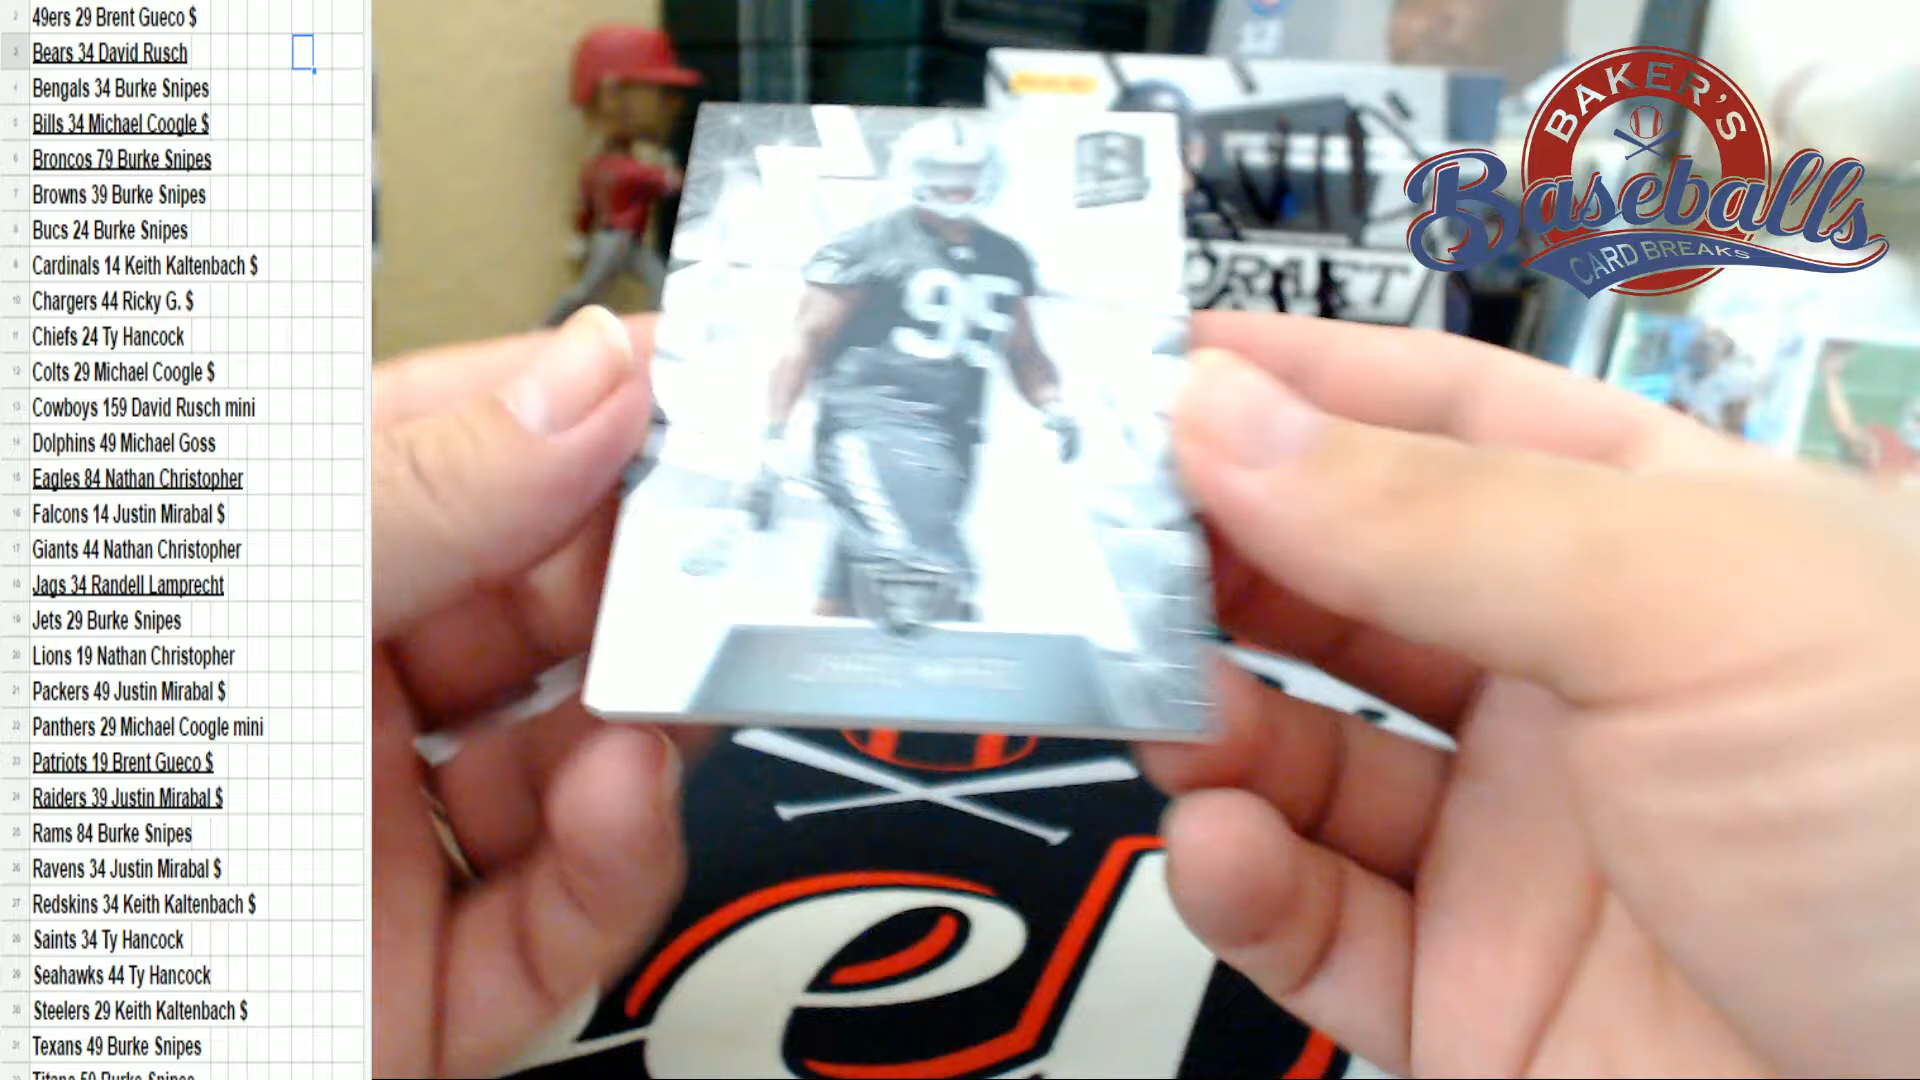 49ers 29 Brent Gueco $
Bears 34 David Rusch
Bengals 34 Burke Snipes
Bills 34 Michael Coogle $
Broncos 79 Burke Snipes
Browns 39 Burke Snipes
Bucs 24 Burke Snipes
Cardinals 14 Keith Kaltenbach $
Chargers 44 Ricky G. $
Chiefs 24 Ty Hancock
Colts 29 Michael Coogle $
Cowboys 159 David Rusch mini
Dolphins 49 Michael Goss
Eagles 84 Nathan Christopher
Falcons 14 Justin Mirabal $
Giants 44 Nathan Christopher
Jags 34 Randell Lamprecht
Jets 29 Burke Snipes
Lions 19 Nathan Christopher
Packers 49 Justin Mirabal $
Panthers 29 Michael Coogle mini
Patriots 19 Brent Gueco $
Raiders 39 Justin Mirabal $
Rams 84 Burke Snipes
Ravens 34 Justin Mirabal $
Redskins 34 Keith Kaltenbach $
Saints 34 Ty Hancock
Seahawks 44 Ty Hancock
Steelers 29 Keith Kaltenbach $
Texans 49 Burke Snipes
Titans 59 Burke Snipes
BAKER'S
Baseballs
CARD BREAKS
95
DRAFT